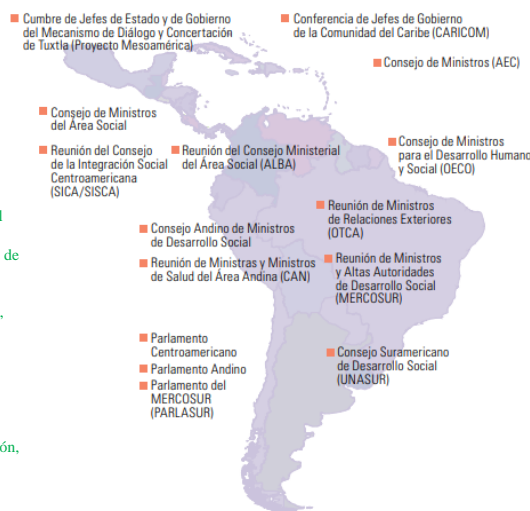 Cumbre de Jefes de Estado y de Gobierno
del Mecanismo de Diálogo y Concertación
de Tuxtla (Proyecto Mesoamérica)
Conferencia de Jefes de Gobierno
de la Comunidad del Caribe (CARICOM)
Consejo de Ministros (AEC)
Consejo de Ministros
del Área Social
Reunión del Consejo
de la Integración Social
Centroamericana
(SICA/SISCA)
Reunión del Consejo Ministerial
del Área Social (ALBA)
Consejo de Ministros
para el Desarrollo Humano
y Social (OECO)
Reunión de Ministros
de Relaciones Exteriores
(OTCA)
Consejo Andino de Ministros
de Desarrollo Social
Reunión de Ministras y Ministros
de Salud del Área Andina (CAN)
Reunión de Ministros
y Altas Autoridades
de Desarrollo Social
(MERCOSUR)
Parlamento
Centroamericano
Parlamento Andino
Parlamento del
MERCOSUR
(PARLASUR)
Consejo Suramericano
de Desarrollo Social
(UNASUR)
de
ón,